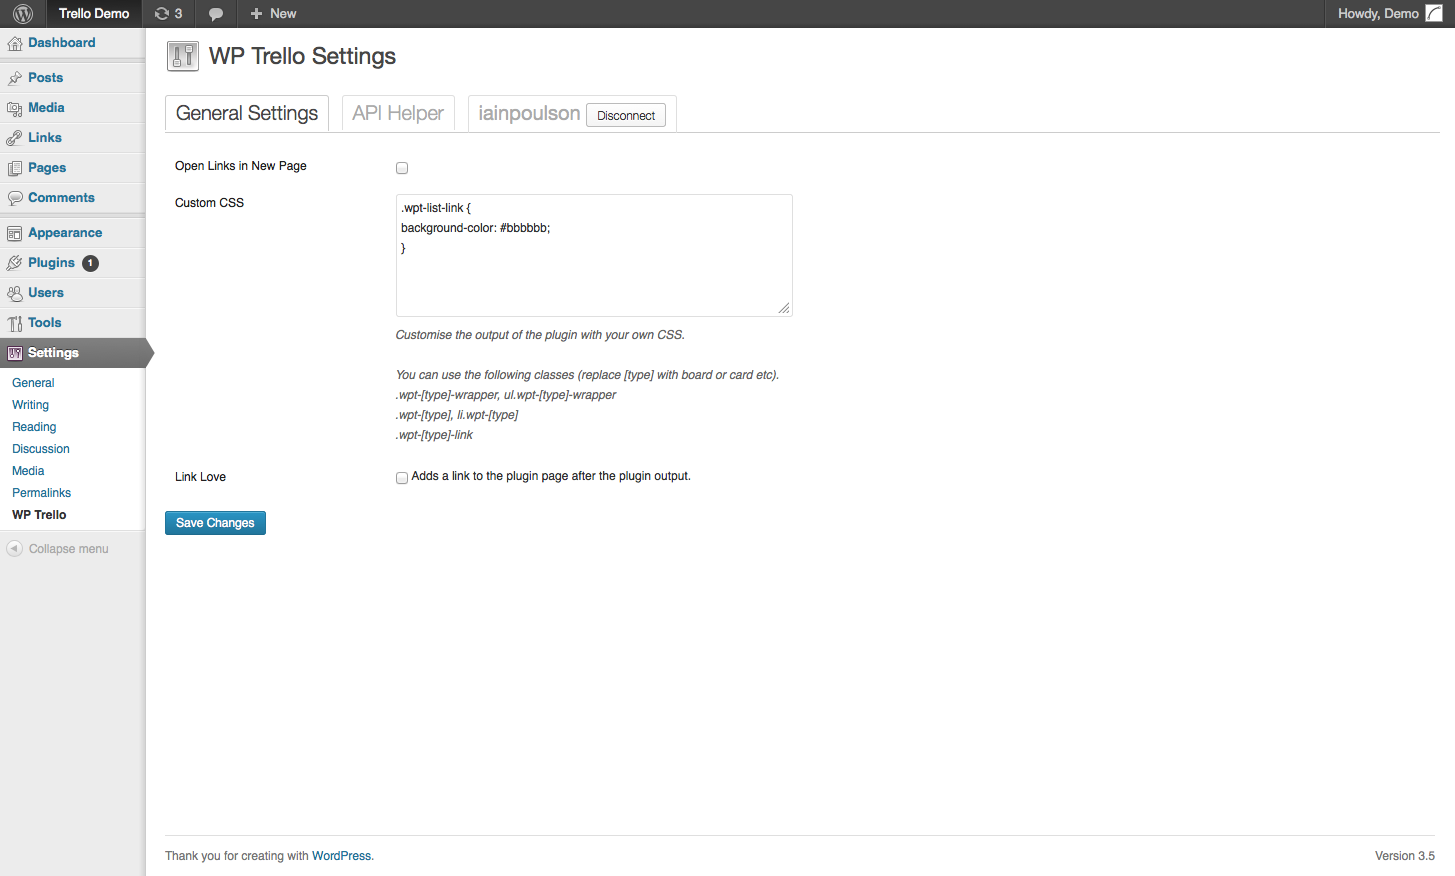 Trello Demo 3 New Howdy, Demo
Dashboard
Posts
Media
Links
Pages
Comments
Appearance
Plugins 1
Users
Tools
Settings
General
Writing
Reading
Discussion
Media
Permalinks
WP Trello
Collapse menu
WP Trello Settings
General Settings API Helper iainpoulson Disconnect
Open Links in New Page
Custom CSS
.wpt-list-link {
background-color: #bbbbbb;
}
Customise the output of the plugin with your own CSS.
You can use the following classes (replace [type] with board or card etc).
.wpt-[type]-wrapper, ul.wpt-[type]-wrapper
.wpt-[type], li.wpt-[type]
.wpt-[type]-link
Link Love Adds a link to the plugin page after the plugin output.
Save Changes
Thank you for creating with WordPress. Version 3.5